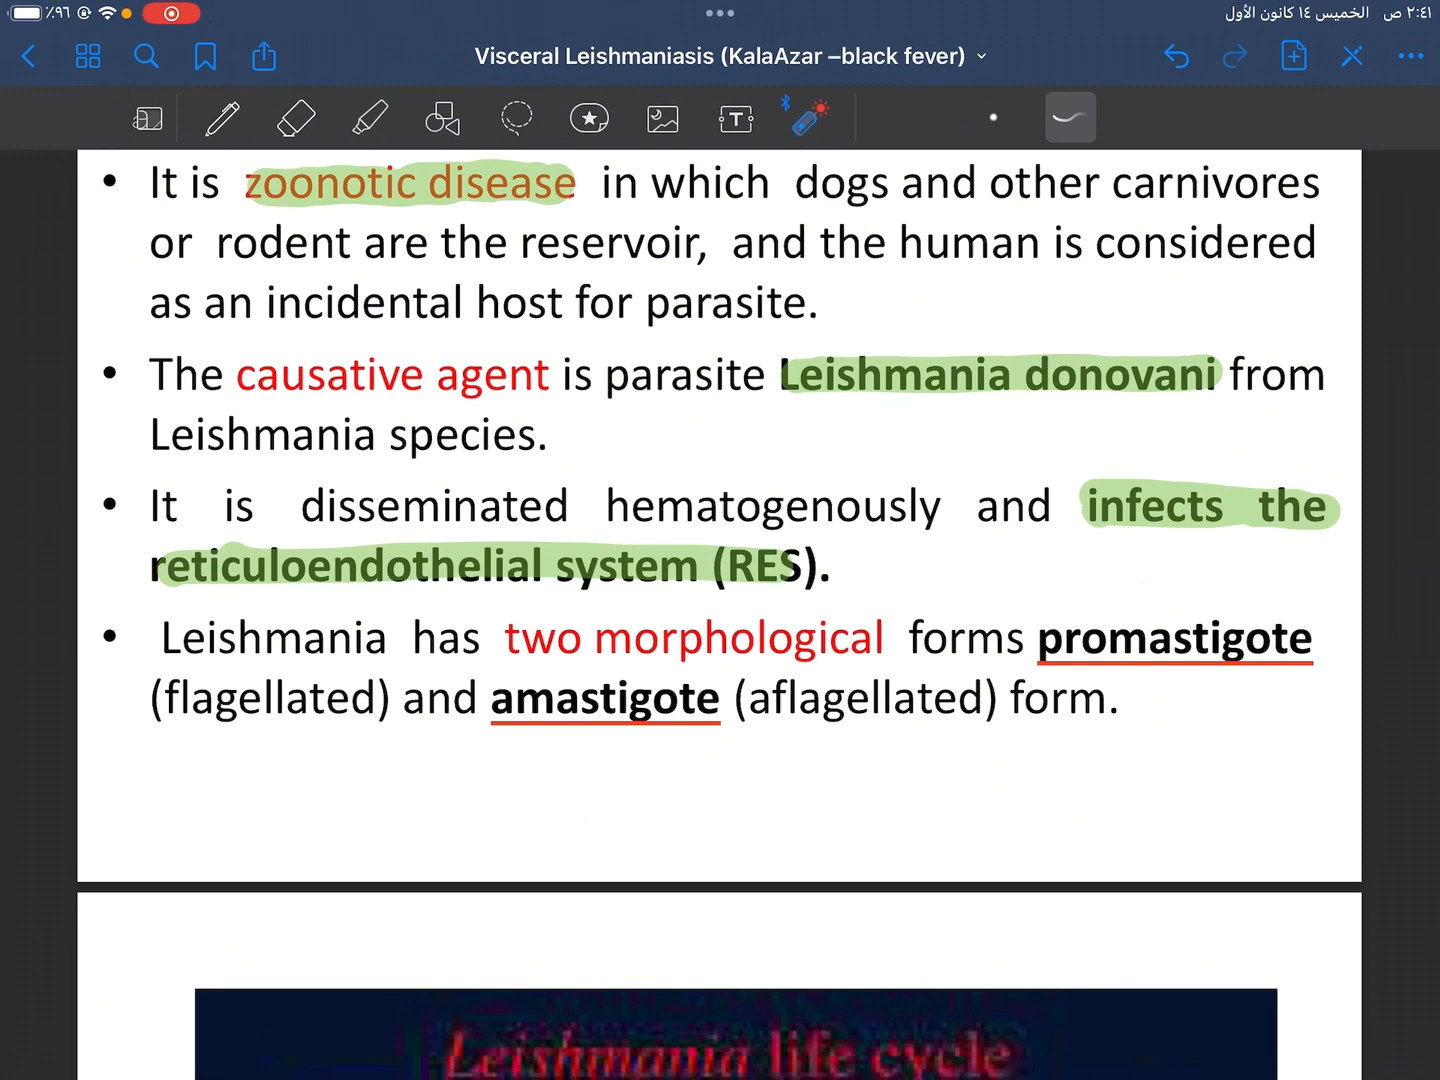 ٪٩٦
الخميس ١٤ كانون الأول ٢:٤١ ص
Visceral Leishmaniasis (KalaAzar –black fever)
T
• It is zoonotic disease in which dogs and other carnivores
or rodent are the reservoir, and the human is considered
as an incidental host for parasite.
• The causative agent is parasite Leishmania donovani from
Leishmania species.
• It is disseminated hematogenously and infects the
reticuloendothelial system (RES).
• Leishmania has two morphological forms promastigote
(flagellated) and amastigote (aflagellated) form.
Leishmania life cycle